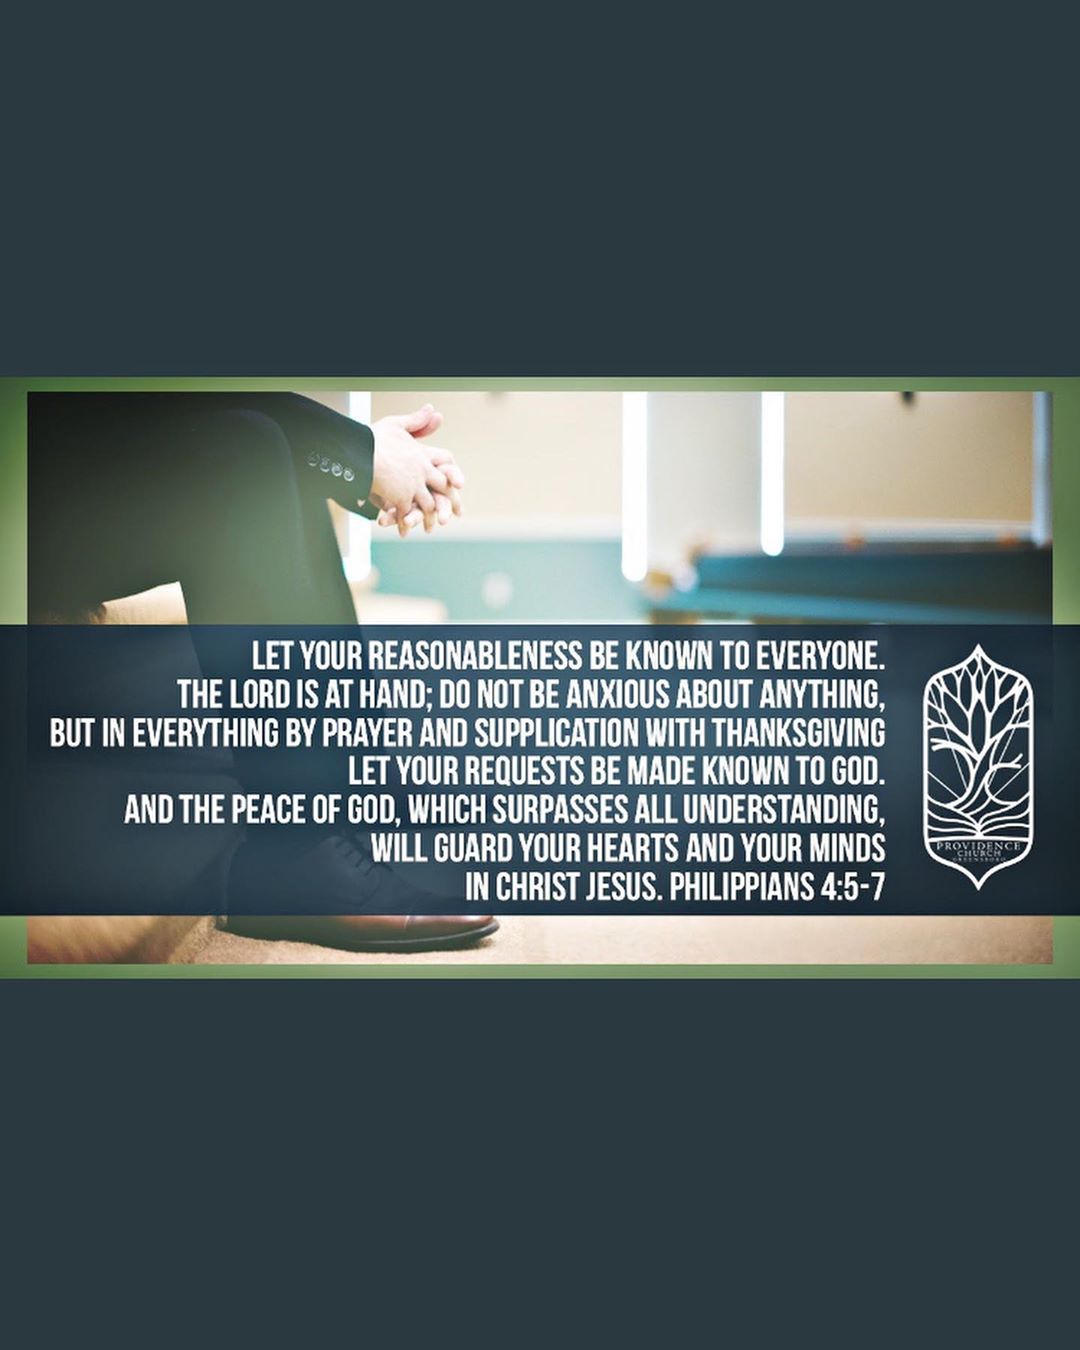 LET YOUR REASONABLENESS BE KNOWN TO EVERYONE.
THE LORD IS AT HAND; DO NOT BE ANXIOUS ABOUT ANYTHING,
BUT IN EVERYTHING BY PRAYER AND SUPPLICATION WITH THANKSGIVING
LET YOUR REQUESTS BE MADE KNOWN TO GOD.
AND THE PEACE OF GOD, WHICH SURPASSES ALL UNDERSTANDING,
WILL GUARD YOUR HEARTS AND YOUR MINDS
IN CHRIST JESUS. PHILIPPIANS 4:5-7
PROVIDENCE
CHURCH
GREENSBORO